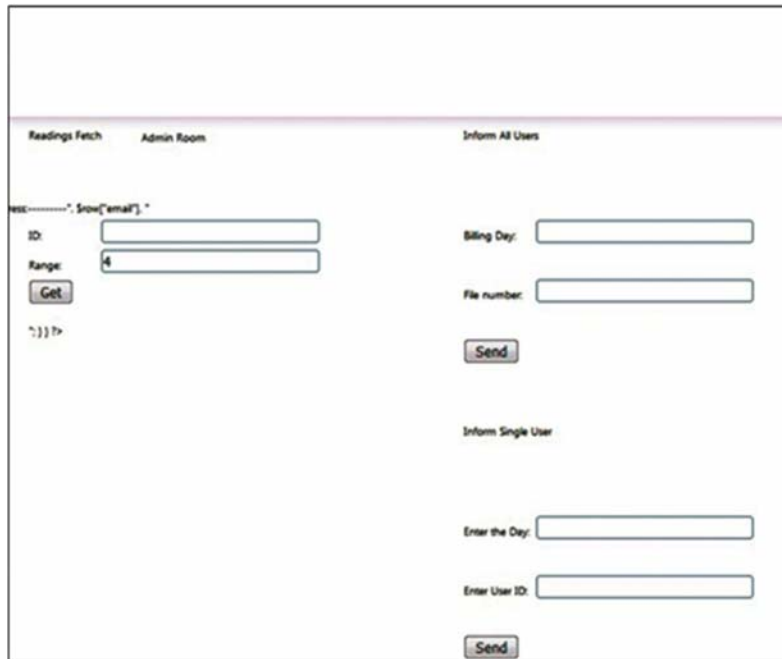 Readings Fetch Admin Room
ress:----------". $row["email"]. "
ID:
Range: 4
Get
"; } } ?>
Inform All Users
Billing Day:
File number:
Send
Inform Single User
Enter the Day:
Enter User ID:
Send